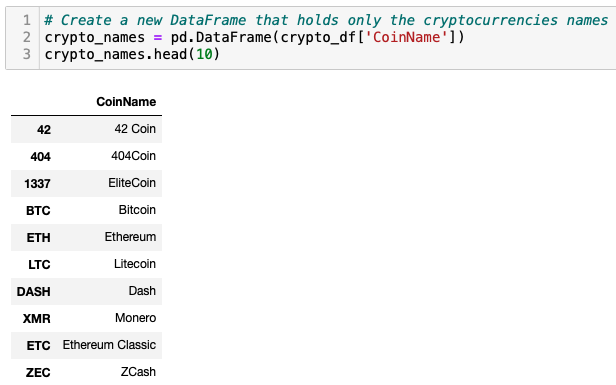 1 # Create a new DataFrame that holds only the cryptocurrencies names
2 crypto_names = pd.DataFrame(crypto_df['CoinName'])
3 crypto_names.head(10)
CoinName
42 42 Coin
404 404Coin
1337 EliteCoin
BTC Bitcoin
ETH Ethereum
LTC Litecoin
DASH Dash
XMR Monero
ETC Ethereum Classic
ZEC ZCash